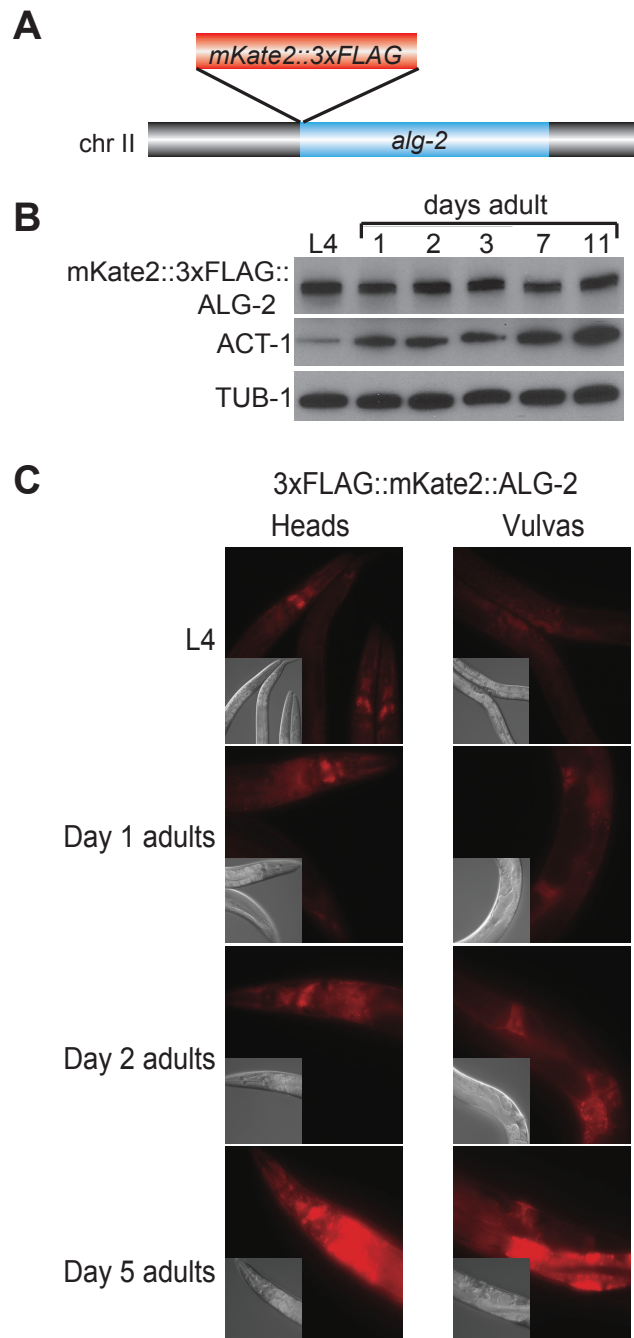 A
mKate2::3xFLAG
chr II
alg-2
B
days adult
L4 1 2 3 7 11
mKate2::3xFLAG::
ALG-2
ACT-1
TUB-1
C
3xFLAG::mKate2::ALG-2
Heads Vulvas
L4
Day 1 adults
Day 2 adults
Day 5 adults